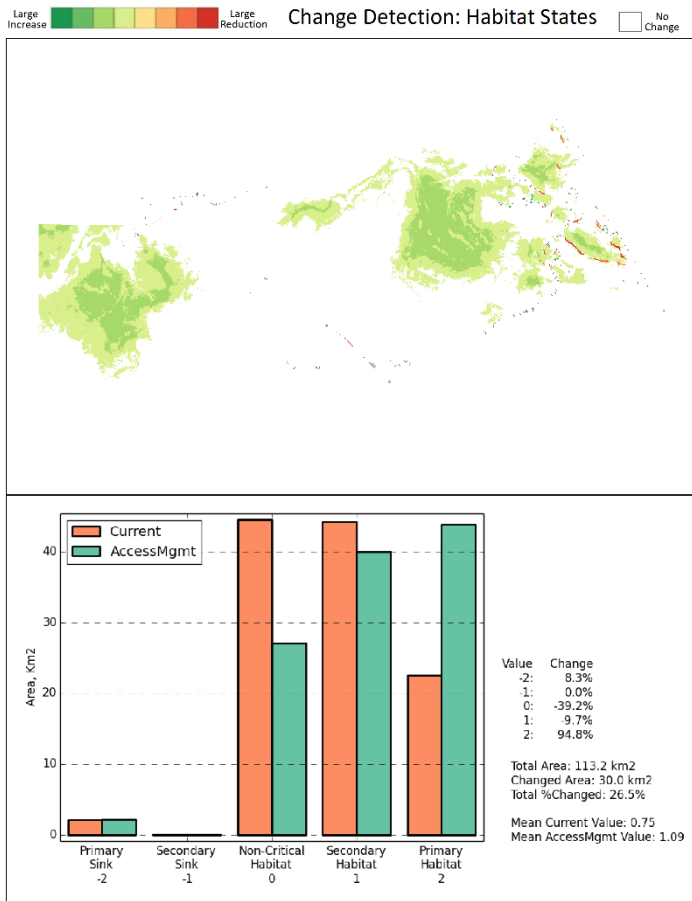 Large
Increase
Large
Reduction
Change Detection: Habitat States
No
Change
Current
AccessMgmt
Area, Km2
40
30
20
10
0
Primary
Sink
-2
Secondary
Sink
-1
Non-Critical
Habitat
0
Secondary
Habitat
1
Primary
Habitat
2
Value Change
-2: 8.3%
-1: 0.0%
0: -39.2%
1: -9.7%
2: 94.8%
Total Area: 113.2 km2
Changed Area: 30.0 km2
Total %Changed: 26.5%
Mean Current Value: 0.75
Mean AccessMgmt Value: 1.09